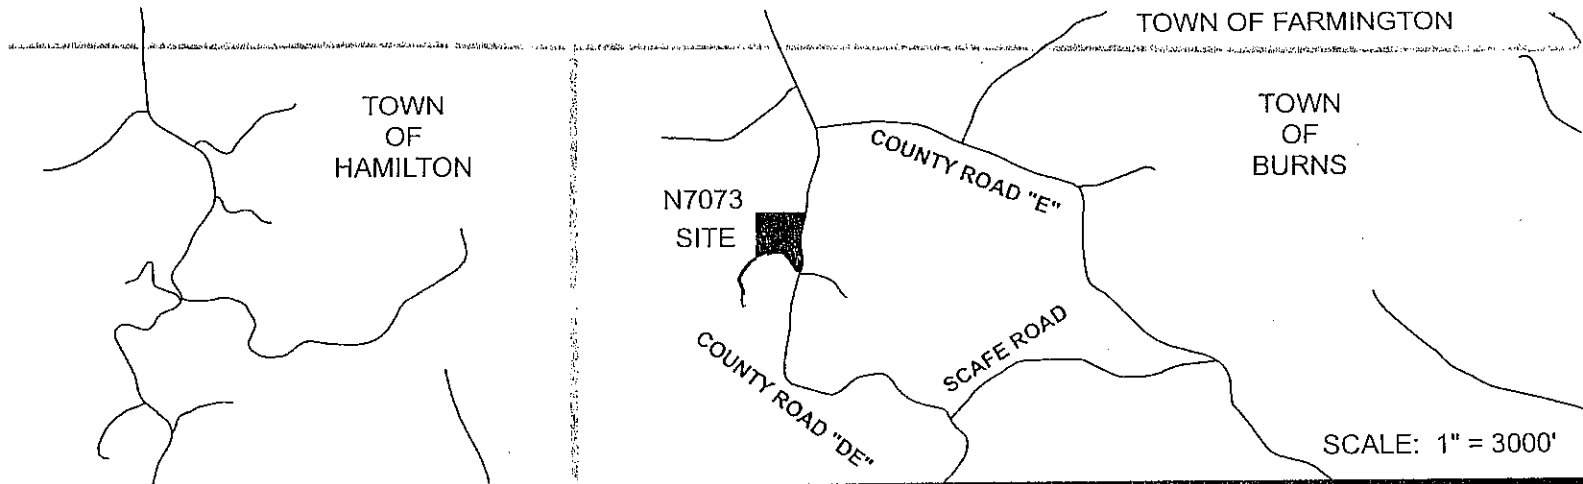 TOWN OF FARMINGTON
TOWN
OF
HAMILTON
TOWN
OF
BURNS
COUNTY ROAD "E"
N7073
SITE
SCAFE ROAD
COUNTY ROAD "DE"
SCALE: 1" = 3000'